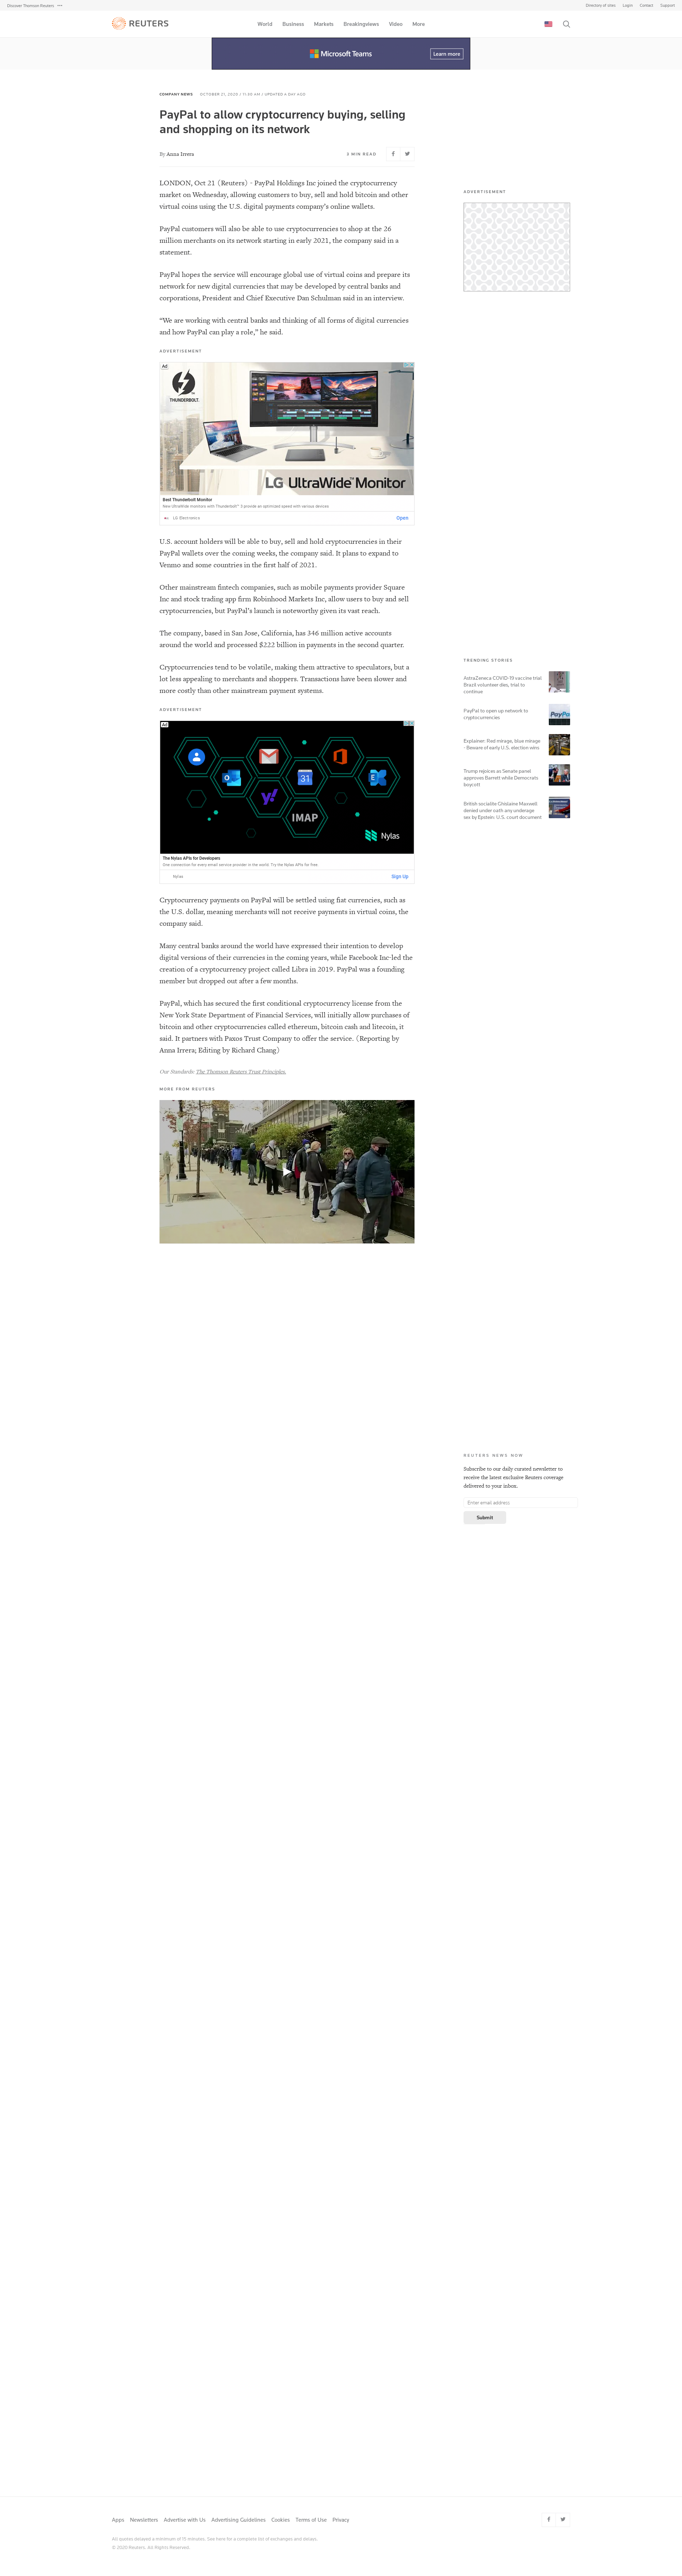 Discover Thomson Reuters
Directory of sites Login Contact Support
REUTERS
World Business Markets Breakingviews Video More
Microsoft Teams
Learn more
COMPANY NEWS OCTOBER 21, 2020 / 11:20 AM / UPDATED A DAY AGO
PayPal to allow cryptocurrency buying, selling
and shopping on its network
By Anna Irrera
3 MIN READ
LONDON, Oct 21 (Reuters) - PayPal Holdings Inc joined the cryptocurrency
market on Wednesday, allowing customers to buy, sell and hold bitcoin and other
virtual coins using the U.S. digital payments company’s online wallets.
PayPal customers will also be able to use cryptocurrencies to shop at the 26
million merchants on its network starting in early 2021, the company said in a
statement.
PayPal hopes the service will encourage global use of virtual coins and prepare its
network for new digital currencies that may be developed by central banks and
corporations, President and Chief Executive Dan Schulman said in an interview.
“We are working with central banks and thinking of all forms of digital currencies
and how PayPal can play a role,” he said.
ADVERTISEMENT
Ad
THUNDERBOLT
LG UltraWide Monitor
Best Thunderbolt Monitor
New UltraWide monitors with Thunderbolt™ 3 provide an optimized speed with various devices
LG Electronics
Open
U.S. account holders will be able to buy, sell and hold cryptocurrencies in their
PayPal wallets over the coming weeks, the company said. It plans to expand to
Venmo and some countries in the first half of 2021.
Other mainstream fintech companies, such as mobile payments provider Square
Inc and stock trading app firm Robinhood Markets Inc, allow users to buy and sell
cryptocurrencies, but PayPal’s launch is noteworthy given its vast reach.
The company, based in San Jose, California, has 346 million active accounts
around the world and processed $222 billion in payments in the second quarter.
Cryptocurrencies tend to be volatile, making them attractive to speculators, but a
lot less appealing to merchants and shoppers. Transactions have been slower and
more costly than other mainstream payment systems.
ADVERTISEMENT
Ad
31
IMAP
Nylas
The Nylas APIs for Developers
One connection for every email service provider in the world. Try the Nylas APIs for free.
Nylas
Sign Up
Cryptocurrency payments on PayPal will be settled using fiat currencies, such as
the U.S. dollar, meaning merchants will not receive payments in virtual coins, the
company said.
Many central banks around the world have expressed their intention to develop
digital versions of their currencies in the coming years, while Facebook Inc-led the
creation of a cryptocurrency project called Libra in 2019. PayPal was a founding
member but dropped out after a few months.
PayPal, which has secured the first conditional cryptocurrency license from the
New York State Department of Financial Services, will initially allow purchases of
bitcoin and other cryptocurrencies called ethereum, bitcoin cash and litecoin, it
said. It partners with Paxos Trust Company to offer the service. (Reporting by
Anna Irrera; Editing by Richard Chang)
Our Standards: The Thomson Reuters Trust Principles.
MORE FROM REUTERS
ADVERTISEMENT
TRENDING STORIES
AstraZeneca COVID-19 vaccine trial
Brazil volunteer dies, trial to
continue
PayPal to open up network to
cryptocurrencies
PayPa
Explainer: Red mirage, blue mirage
- Beware of early U.S. election wins
Trump rejoices as Senate panel
approves Barrett while Democrats
boycott
British socialite Ghislaine Maxwell
denied under oath any underage
sex by Epstein: U.S. court document
REUTERS NEWS NOW
Subscribe to our daily curated newsletter to
receive the latest exclusive Reuters coverage
delivered to your inbox.
Enter email address
Submit
Apps Newsletters Advertise with Us Advertising Guidelines Cookies Terms of Use Privacy
All quotes delayed a minimum of 15 minutes. See here for a complete list of exchanges and delays.
© 2020 Reuters. All Rights Reserved.